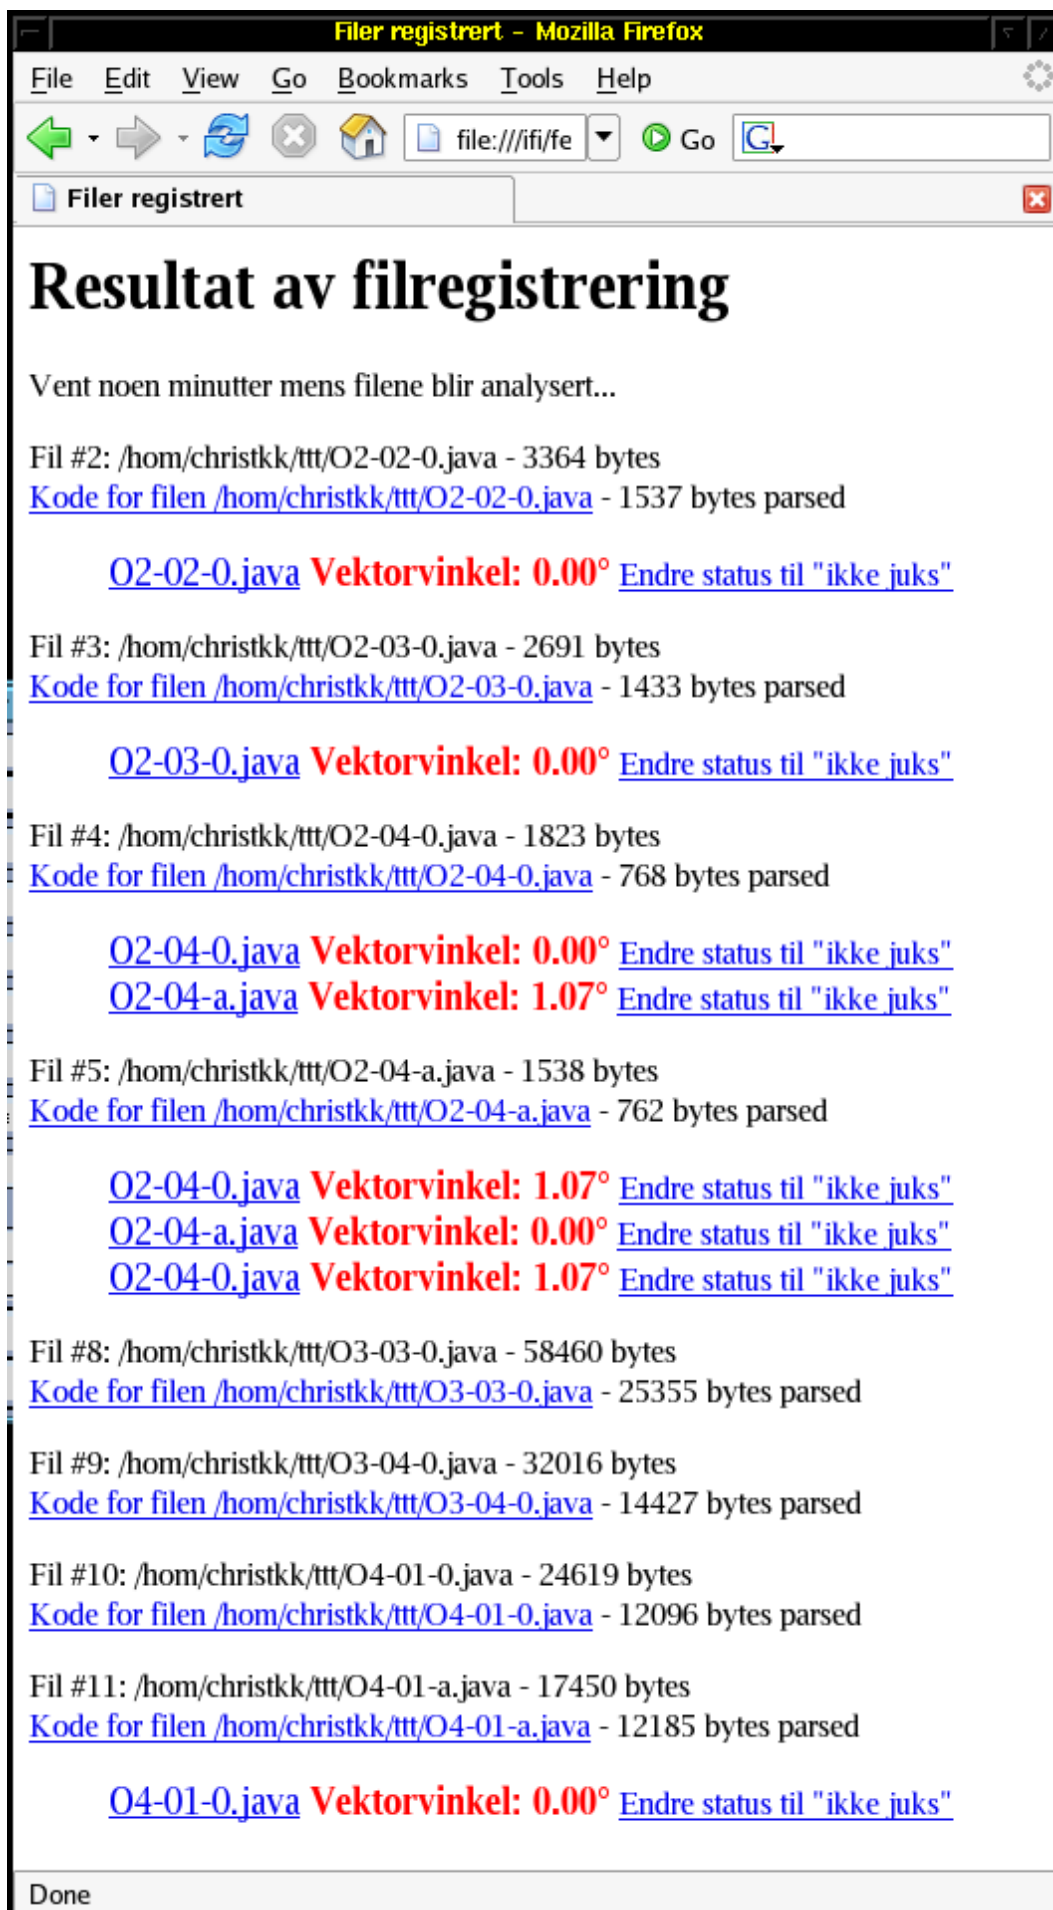 Filer registrert - Mozilla Firefox
File Edit View Go Bookmarks Tools Help
file:///ifi/fe Go G
Filer registrert
Resultat av filregistrering
Vent noen minutter mens filene blir analysert...
Fil #2: /hom/christkk/ttt/O2-02-0.java - 3364 bytes
Kode for filen /hom/christkk/ttt/O2-02-0.java - 1537 bytes parsed
O2-02-0.java Vektorvinkel: 0.00° Endre status til "ikke juks"
Fil #3: /hom/christkk/ttt/O2-03-0.java - 2691 bytes
Kode for filen /hom/christkk/ttt/O2-03-0.java - 1433 bytes parsed
O2-03-0.java Vektorvinkel: 0.00° Endre status til "ikke juks"
Fil #4: /hom/christkk/ttt/O2-04-0.java - 1823 bytes
Kode for filen /hom/christkk/ttt/O2-04-0.java - 768 bytes parsed
O2-04-0.java Vektorvinkel: 0.00° Endre status til "ikke juks"
O2-04-a.java Vektorvinkel: 1.07° Endre status til "ikke juks"
Fil #5: /hom/christkk/ttt/O2-04-a.java - 1538 bytes
Kode for filen /hom/christkk/ttt/O2-04-a.java - 762 bytes parsed
O2-04-0.java Vektorvinkel: 1.07° Endre status til "ikke juks"
O2-04-a.java Vektorvinkel: 0.00° Endre status til "ikke juks"
O2-04-0.java Vektorvinkel: 1.07° Endre status til "ikke juks"
Fil #8: /hom/christkk/ttt/O3-03-0.java - 58460 bytes
Kode for filen /hom/christkk/ttt/O3-03-0.java - 25355 bytes parsed
Fil #9: /hom/christkk/ttt/O3-04-0.java - 32016 bytes
Kode for filen /hom/christkk/ttt/O3-04-0.java - 14427 bytes parsed
Fil #10: /hom/christkk/ttt/O4-01-0.java - 24619 bytes
Kode for filen /hom/christkk/ttt/O4-01-0.java - 12096 bytes parsed
Fil #11: /hom/christkk/ttt/O4-01-a.java - 17450 bytes
Kode for filen /hom/christkk/ttt/O4-01-a.java - 12185 bytes parsed
O4-01-0.java Vektorvinkel: 0.00° Endre status til "ikke juks"
Done